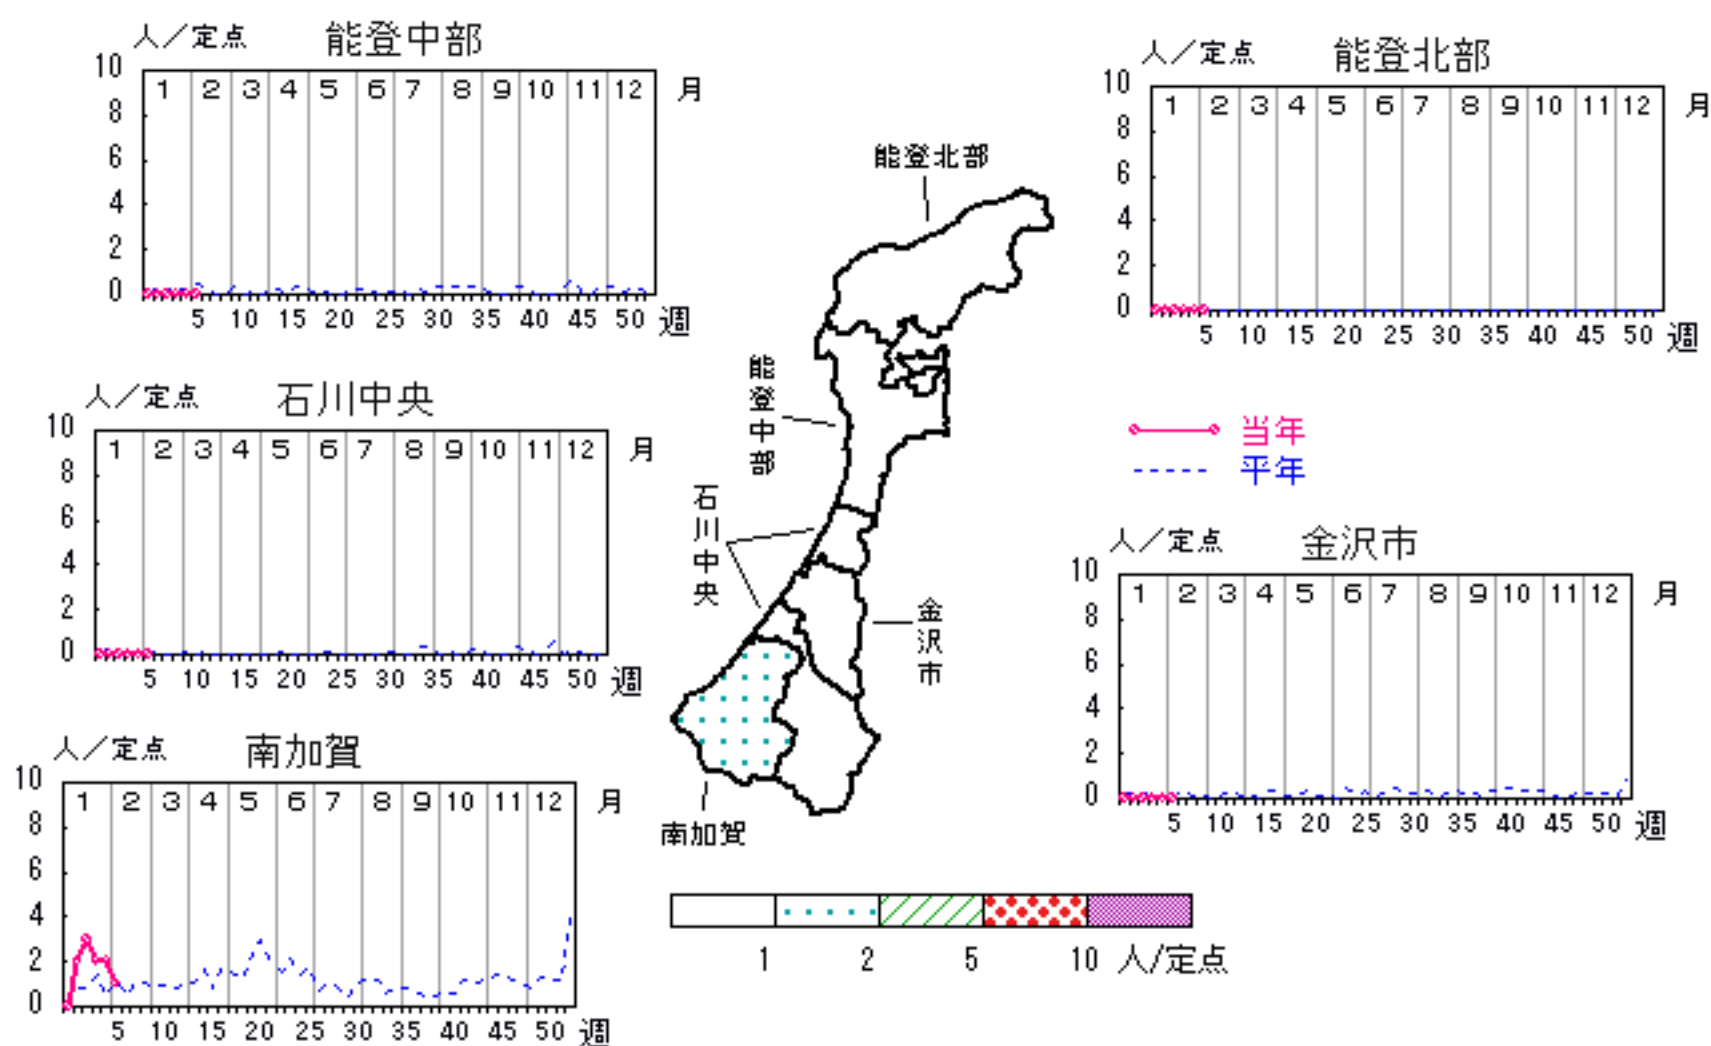 人／定点 能登中部
10 8 6 4 2 0
1 2 3 4 5 6 7 8 9 10 11 12 月
5 10 15 20 25 30 35 40 45 50 週
人／定点 能登北部
10 8 6 4 2 0
1 2 3 4 5 6 7 8 9 10 11 12 月
5 10 15 20 25 30 35 40 45 50 週
人／定点 石川中央
10 8 6 4 2 0
1 2 3 4 5 6 7 8 9 10 11 12 月
5 10 15 20 25 30 35 40 45 50 週
能登北部
能登中部
石川中央
金沢市
南加賀
当年
平年
人／定点 金沢市
10 8 6 4 2 0
1 2 3 4 5 6 7 8 9 10 11 12 月
5 10 15 20 25 30 35 40 45 50 週
人／定点 南加賀
10 8 6 4 2 0
1 2 3 4 5 6 7 8 9 10 11 12 月
5 10 15 20 25 30 35 40 45 50 週
1 2 5 10 人/定点